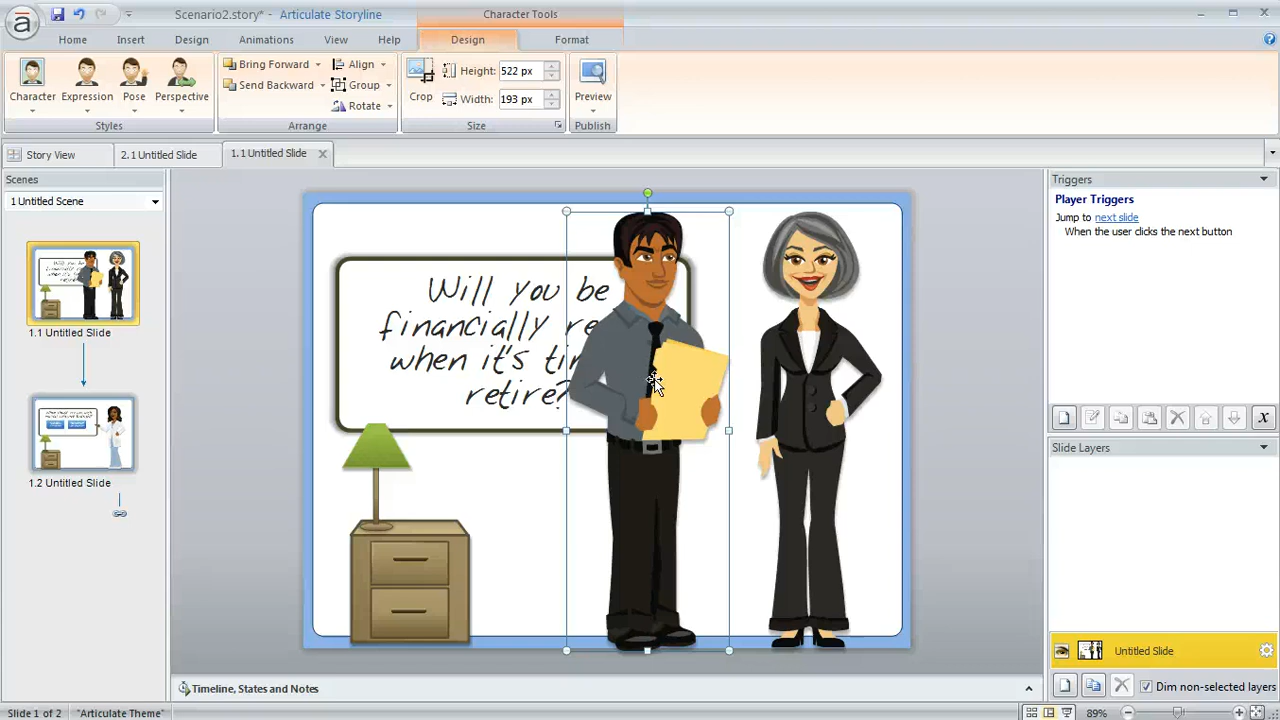 Scenario2.story* - Articulate Storyline
Character Tools
Home
Insert
Design
Animations
View
Help
Design
Format
Character
Expression
Pose
Perspective
Styles
Bring Forward
Send Backward
Align
Group
Rotate
Arrange
Crop
Height: 522 px
Width: 193 px
Size
Preview
Publish
Story View
2.1 Untitled Slide
1.1 Untitled Slide
Scenes
1 Untitled Scene
1.1 Untitled Slide
1.2 Untitled Slide
Will you be
financially re
when it's ti
retire?
Triggers
Player Triggers
Jump to next slide
When the user clicks the next button
Slide Layers
Untitled Slide
Dim non-selected layers
Timeline, States and Notes
Slide 1 of 2
"Articulate Theme"
89%